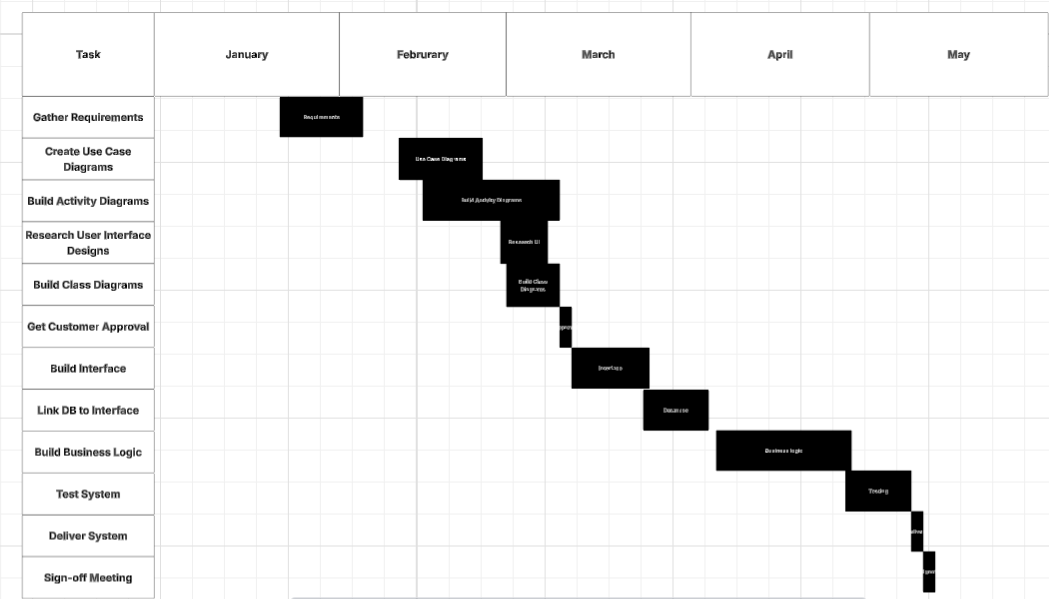 Task
January
Februrary
March
April
May
Gather Requirements
Requirements
Create Use Case
Diagrams
Use Case Diagrams
Build Activity Diagrams
Build Activity Diagrams
Research User Interface
Designs
Research UI
Build Class Diagrams
Build Class
Diagrams
Get Customer Approval
Build Interface
Interface
Link DB to Interface
Database
Build Business Logic
Business logic
Test System
Testing
Deliver System
Sign-off Meeting